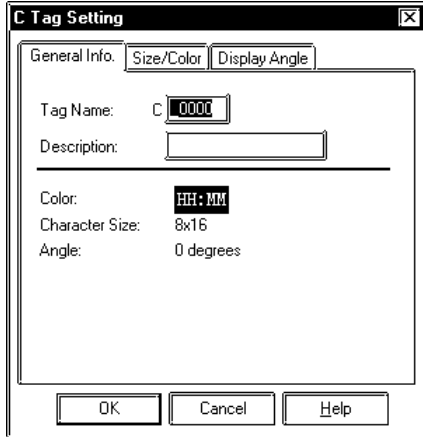 C Tag Setting
General Info. Size/Color Display Angle
Tag Name: C 0000
Description:
Color: HH:MM
Character Size: 8x16
Angle: 0 degrees
OK Cancel Help